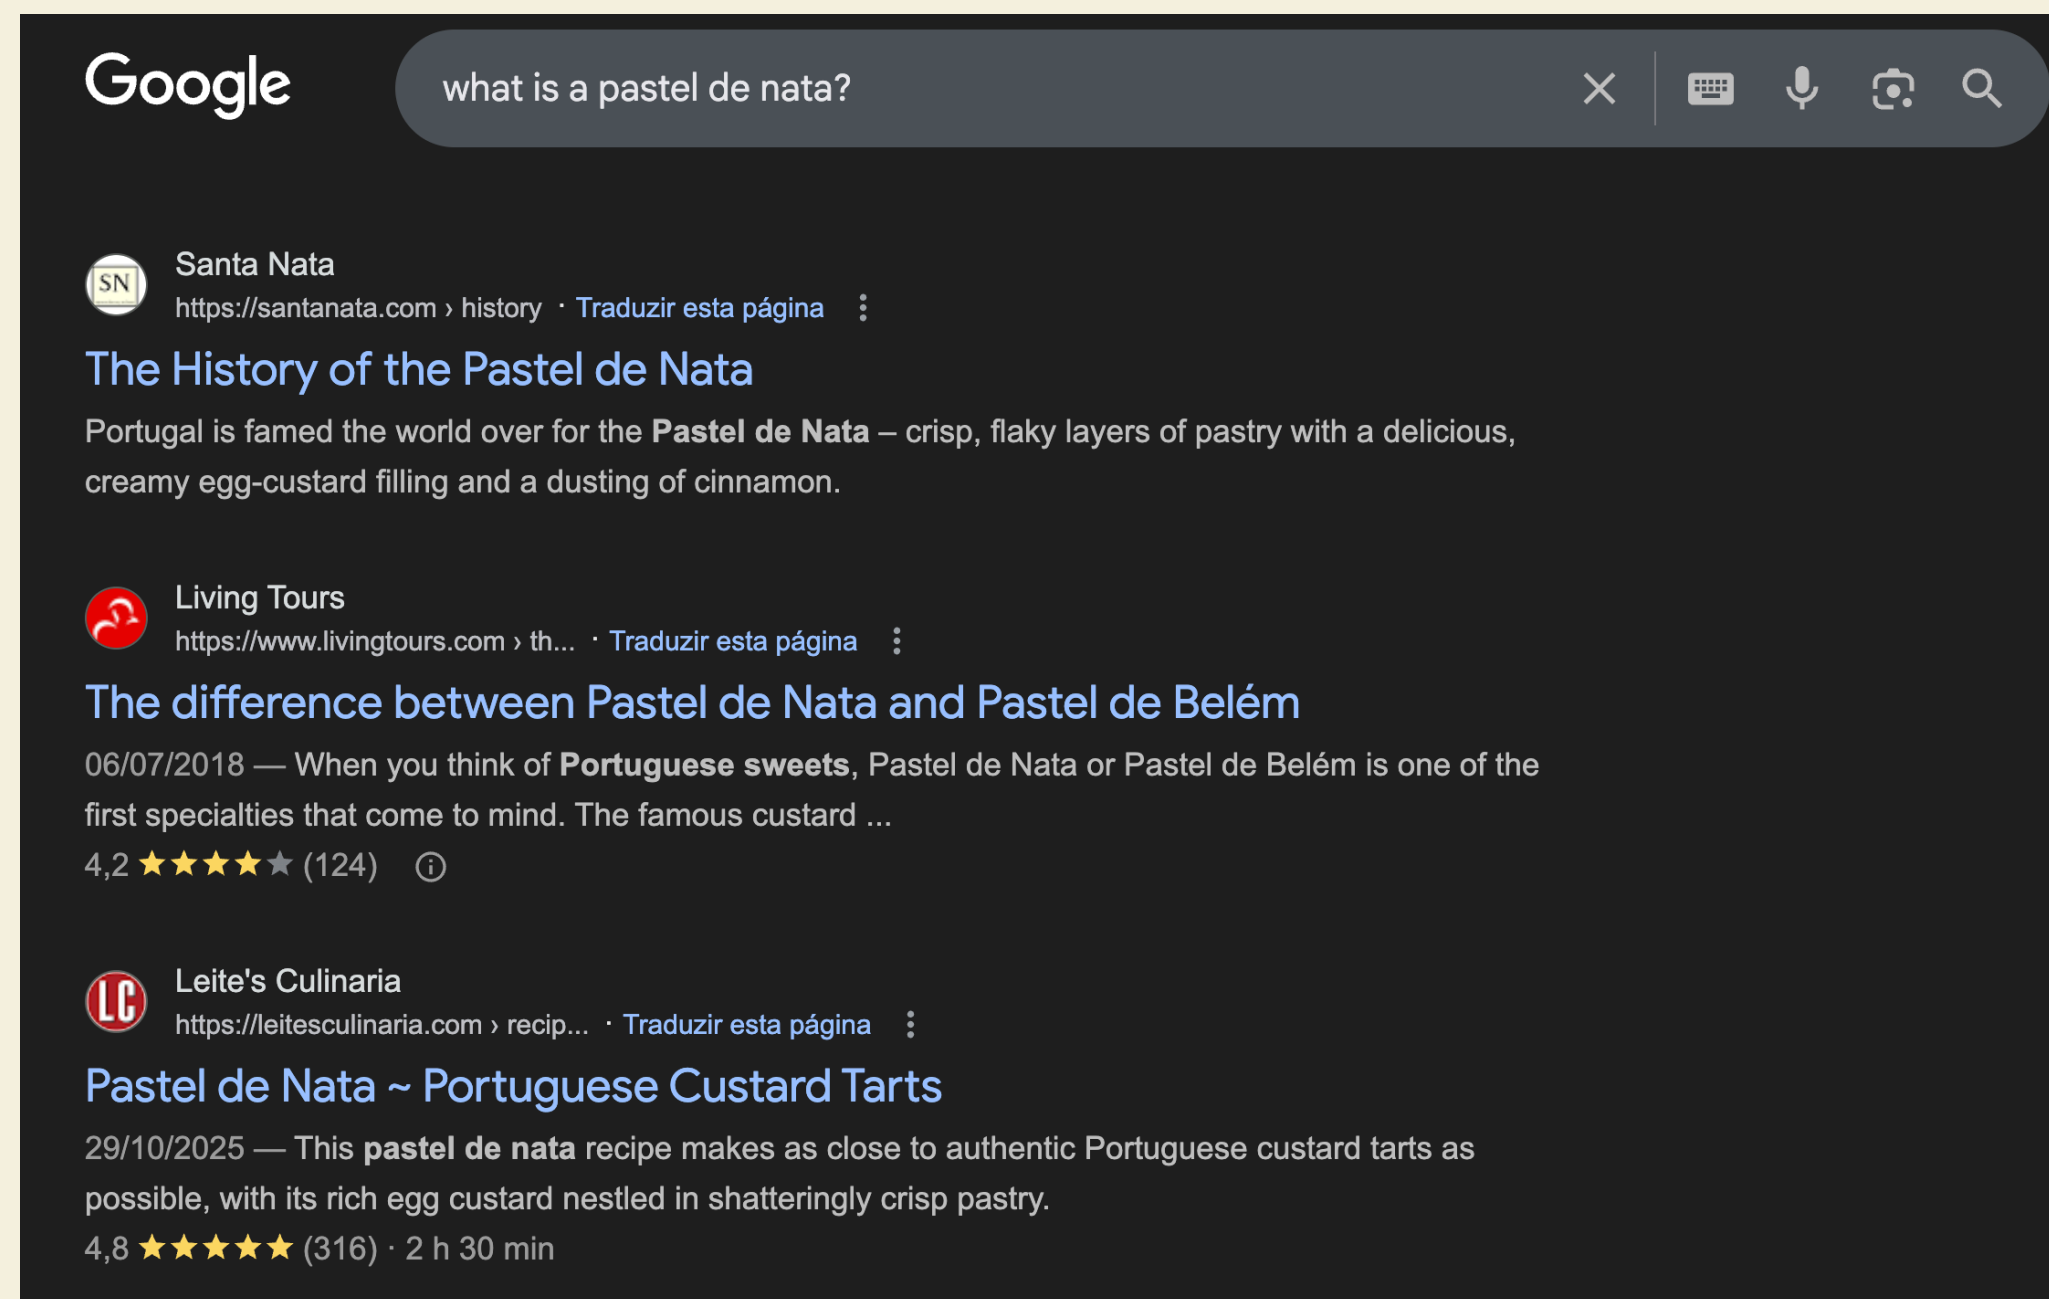 Google
what is a pastel de nata?
SN
Santa Nata
https://santanata.com › history · Traduzir esta página
The History of the Pastel de Nata
Portugal is famed the world over for the Pastel de Nata – crisp, flaky layers of pastry with a delicious,
creamy egg-custard filling and a dusting of cinnamon.
Living Tours
https://www.livingtours.com › th... · Traduzir esta página
The difference between Pastel de Nata and Pastel de Belém
06/07/2018 — When you think of Portuguese sweets, Pastel de Nata or Pastel de Belém is one of the
first specialties that come to mind. The famous custard ...
4,2 ★★★★★ (124)
LC
Leite's Culinaria
https://leitesculinaria.com › recip... · Traduzir esta página
Pastel de Nata ~ Portuguese Custard Tarts
29/10/2025 — This pastel de nata recipe makes as close to authentic Portuguese custard tarts as
possible, with its rich egg custard nestled in shatteringly crisp pastry.
4,8 ★★★★★ (316) · 2 h 30 min